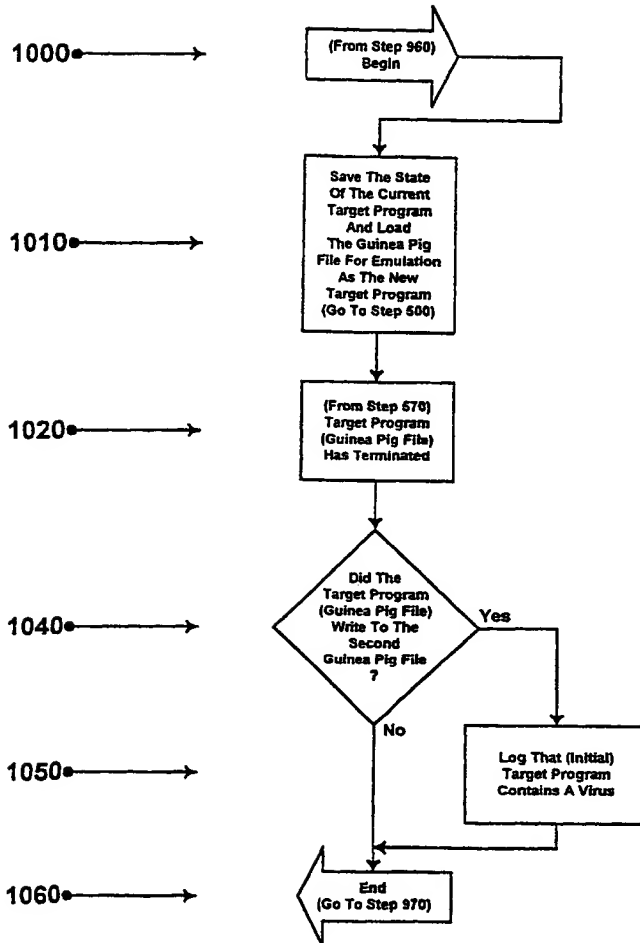 1000
(From Step 960)
Begin
1010
Save The State
Of The Current
Target Program
And Load
The Guinea Pig
File For Emulation
As The New
Target Program
(Go To Step 500)
1020
(From Step 570)
Target Program
(Guinea Pig File)
Has Terminated
1040
Did The
Target Program
(Guinea Pig File)
Write To The
Second
Guinea Pig File
?
Yes
No
1050
Log That (Initial)
Target Program
Contains A Virus
1060
End
(Go To Step 970)